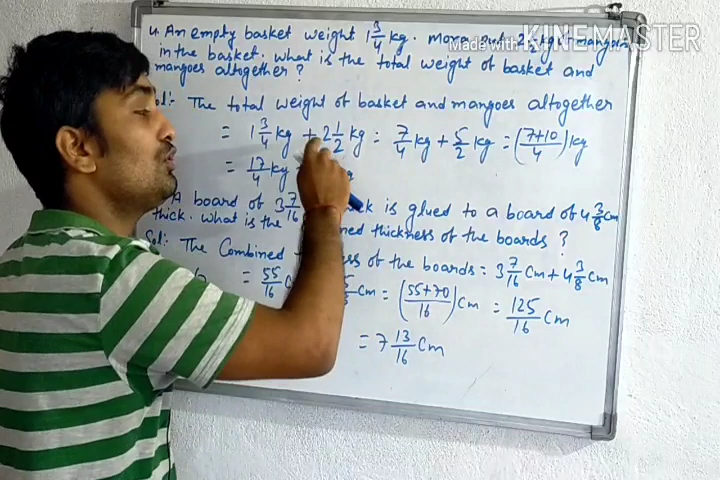 Made with KINEMASTER
4. An empty basket weight 1 3/4 kg. Mona put
in the basket. What is the total weight of basket and
mangoes altogether?
Sol:- The total weight of basket and mangoes altogether
= 1 3/4 kg + 2 1/2 kg = 7/4 kg + 5/2 kg = (7+10/4) kg
= 17/4 kg
A board of 3 7/16 is glued to a board of 4 3/8 cm
thick. What is the thickness of the boards?
Sol: The Combined of the boards = 3 7/16 Cm + 4 3/8 Cm
= 55/16 cm = (55+70/16) Cm = 125/16 Cm
= 7 13/16 Cm